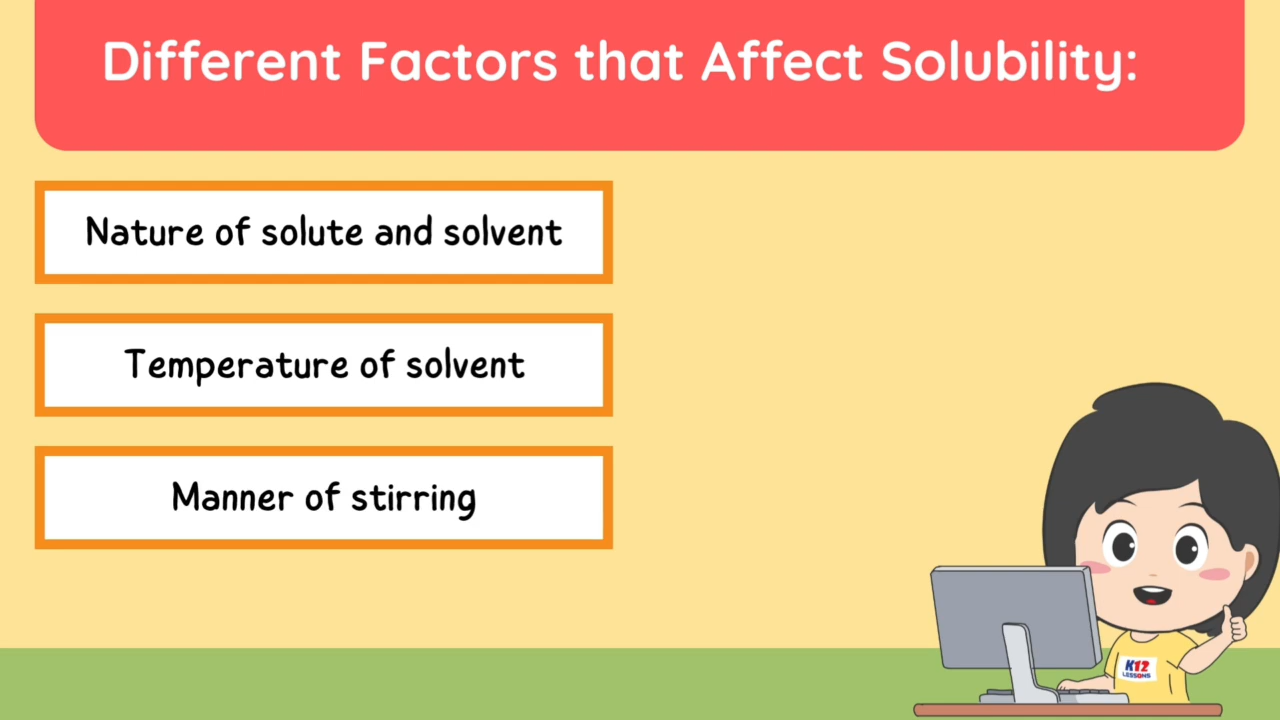 Different Factors that Affect Solubility:
Nature of solute and solvent
Temperature of solvent
Manner of stirring
K12
LESSONS